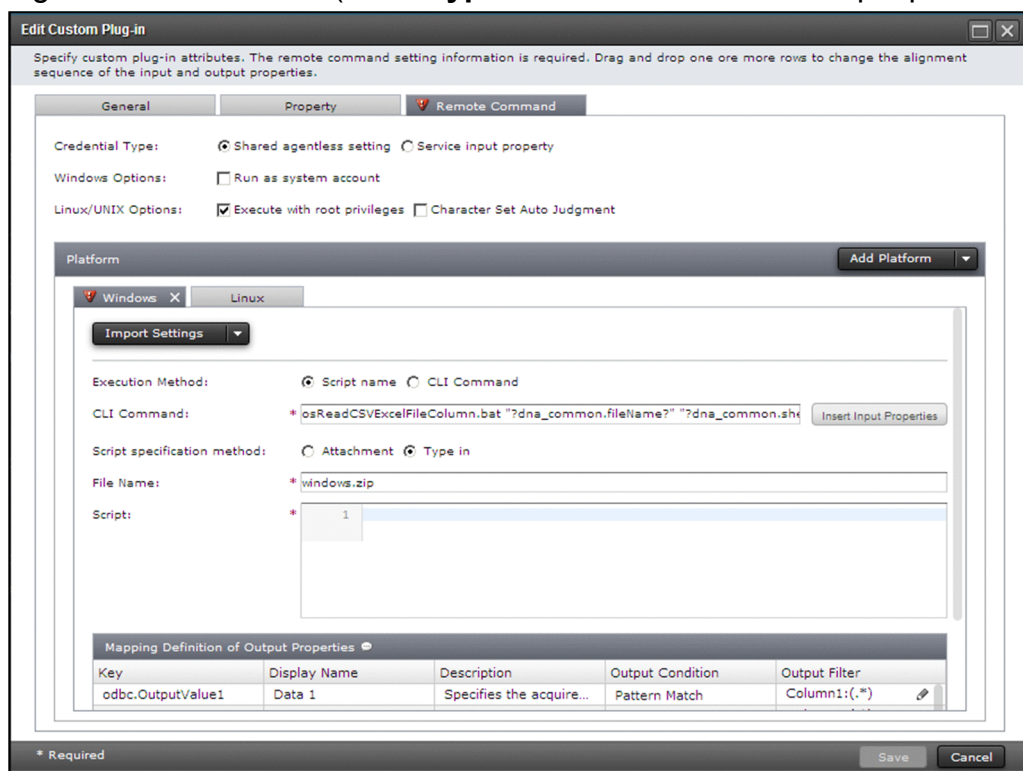 Edit Custom Plug-in
Specify custom plug-in attributes. The remote command setting information is required. Drag and drop one ore more rows to change the alignment
sequence of the input and output properties.
General Property Remote Command
Credential Type: Shared agentless setting Service input property
Windows Options: Run as system account
Linux/UNIX Options: Execute with root privileges Character Set Auto Judgment
Platform Add Platform
Windows X Linux
Import Settings
Execution Method: Script name CLI Command
CLI Command: * osReadCSVExcelFileColumn.bat "?dna_common.fileName?" "?dna_common.she Insert Input Properties
Script specification method: Attachment Type in
File Name: * windows.zip
Script: * 1
Mapping Definition of Output Properties
Key Display Name Description Output Condition Output Filter
odbc.OutputValue1 Data 1 Specifies the acquire... Pattern Match Column1:(.*)
* Required Save Cancel